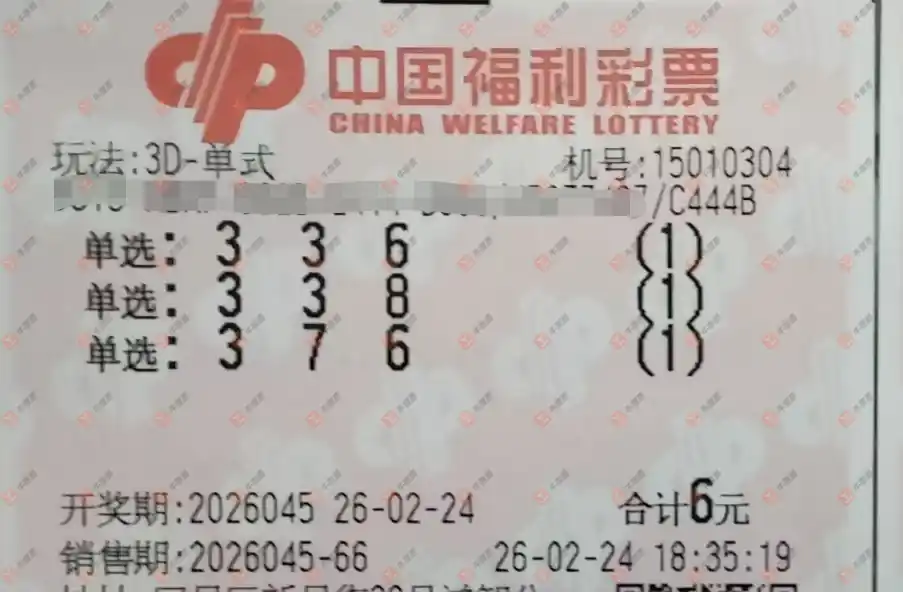 中国福利彩票
CHINA WELFARE LOTTERY
玩法:3D-单式 机号:15010304
/C444B
单选: 3 3 6 (1)
单选: 3 3 8 (1)
单选: 3 7 6 (1)
开奖期:2026045 26-02-24 合计6元
销售期:2026045-66 26-02-24 18:35:19